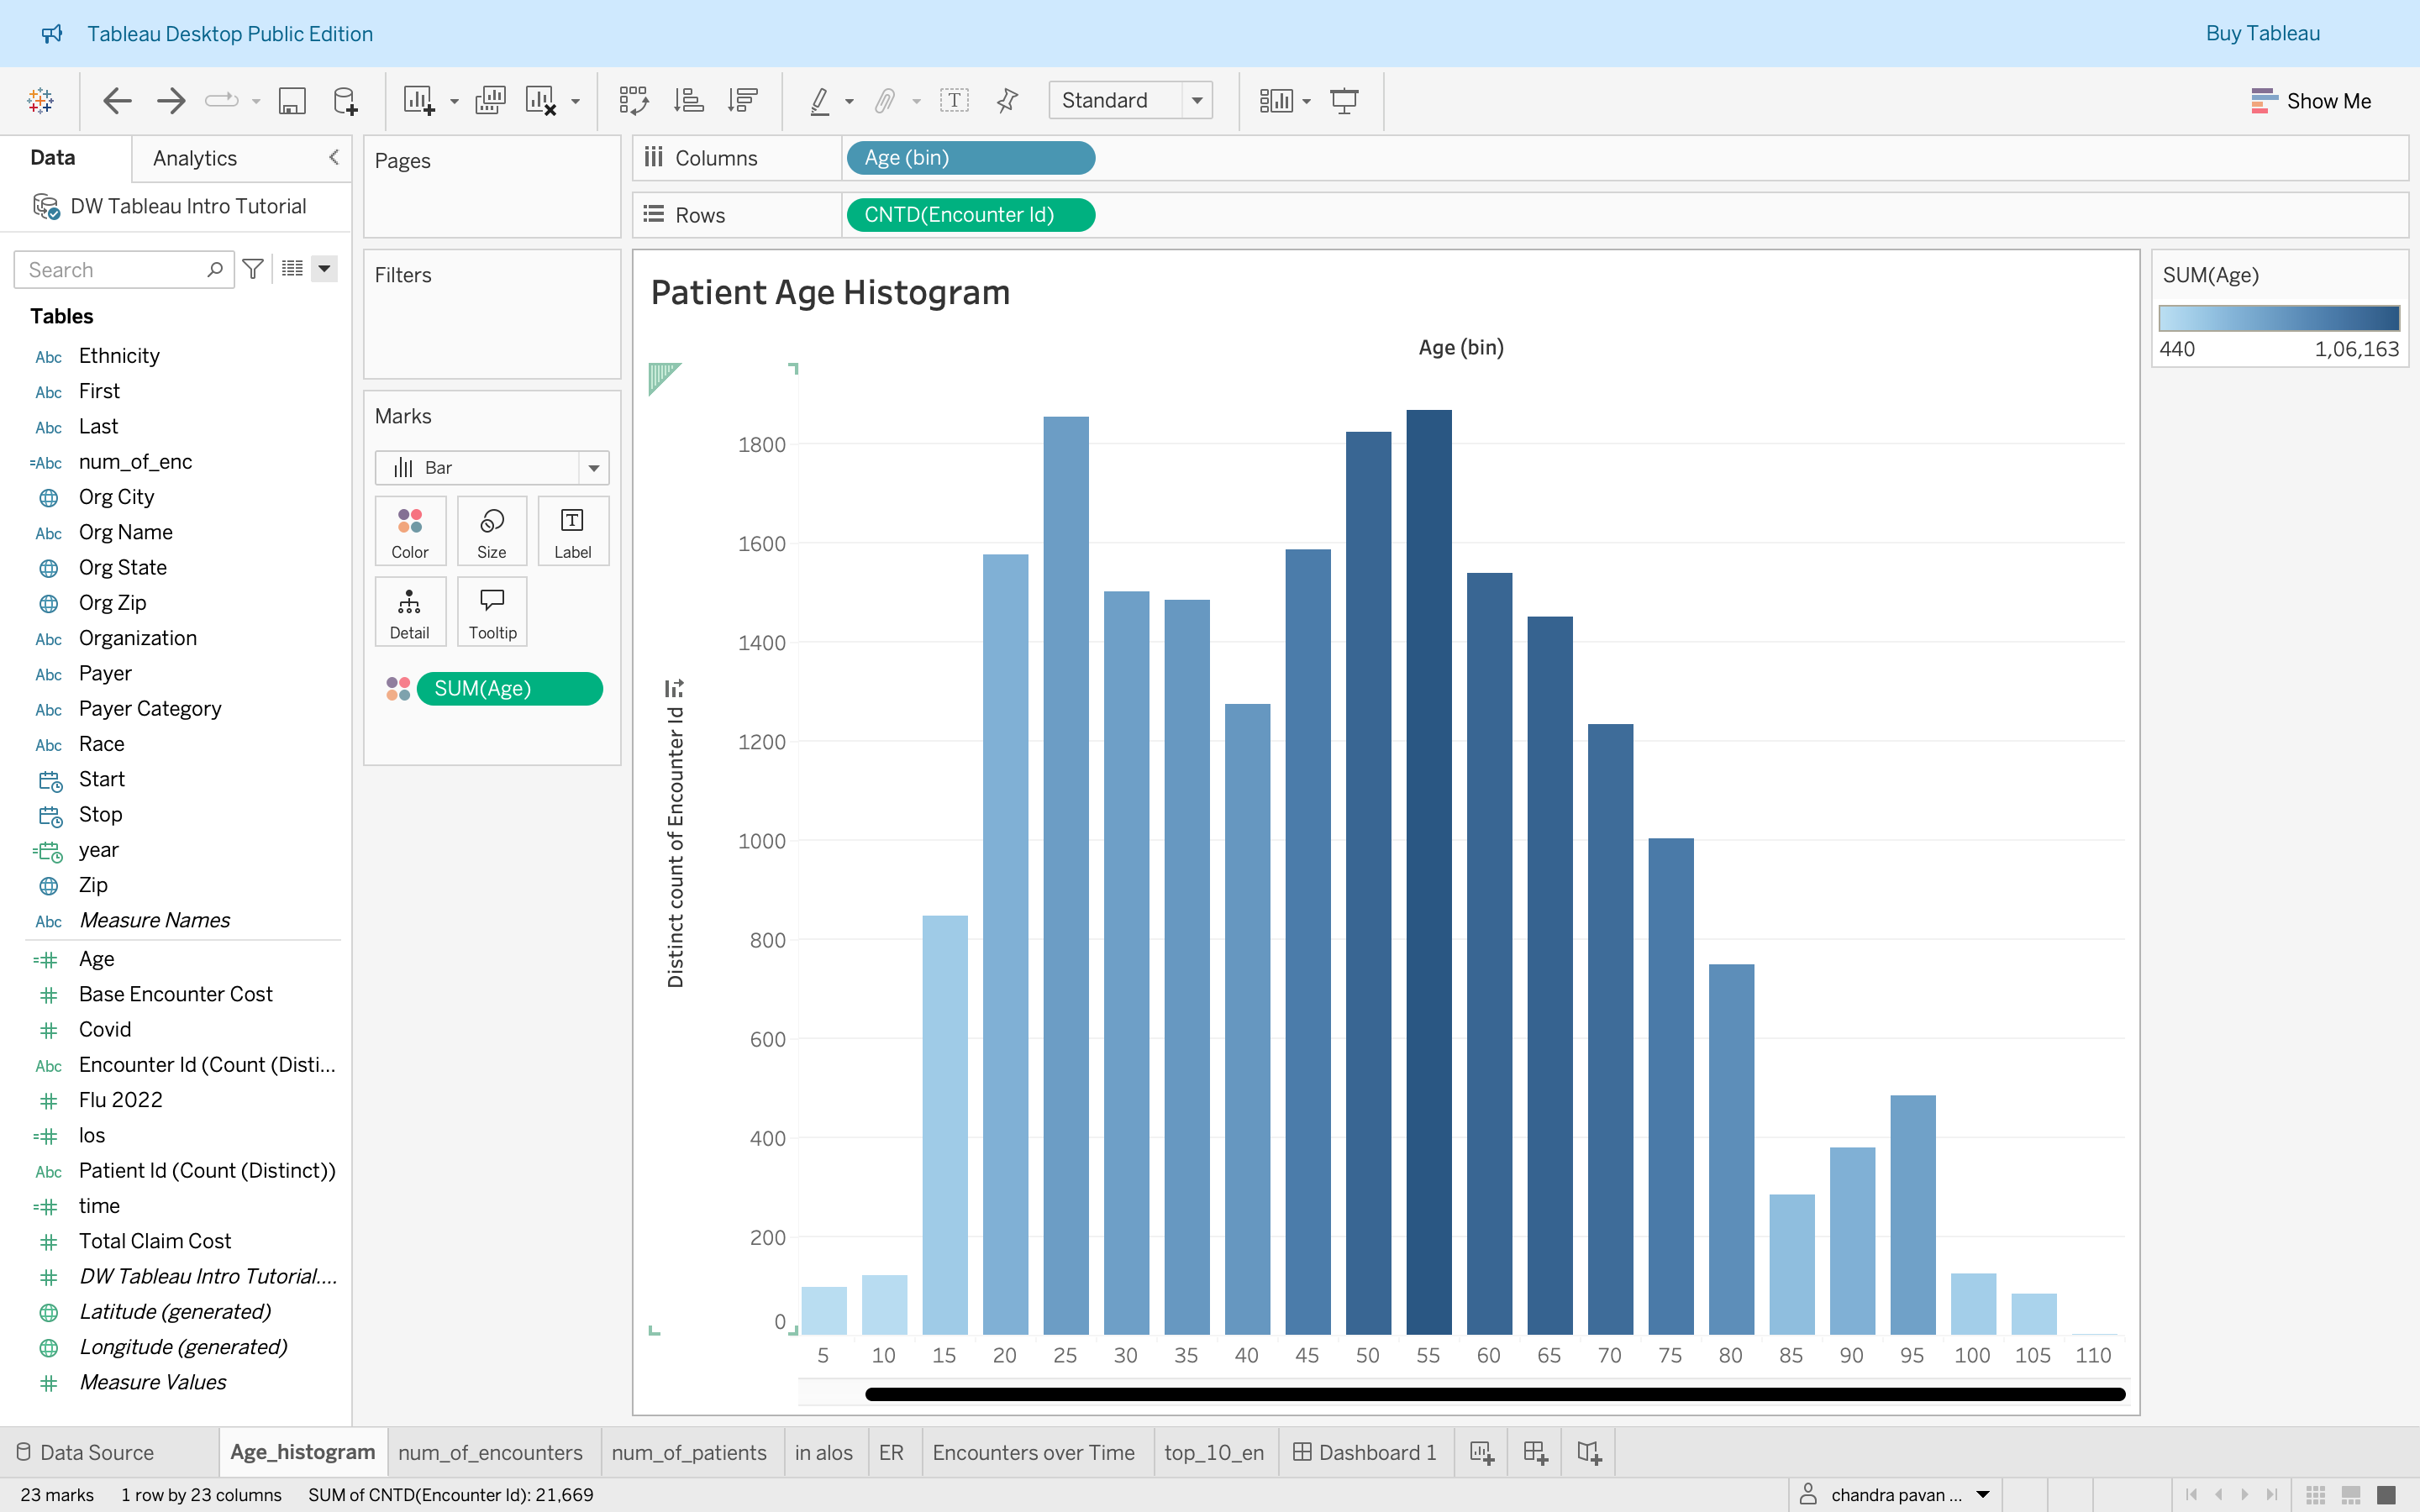 Tableau Desktop Public Edition
Buy Tableau
Standard
Show Me
Data
Analytics
DW Tableau Intro Tutorial
Search
Tables
Abc Ethnicity
Abc First
Abc Last
=Abc num_of_enc
Org City
Abc Org Name
Org State
Org Zip
Abc Organization
Abc Payer
Abc Payer Category
Abc Race
Start
Stop
year
Zip
Abc Measure Names
=# Age
# Base Encounter Cost
# Covid
Abc Encounter Id (Count (Disti...
# Flu 2022
=# los
Abc Patient Id (Count (Distinct))
=# time
# Total Claim Cost
# DW Tableau Intro Tutorial....
Latitude (generated)
Longitude (generated)
# Measure Values
Pages
Filters
Marks
Bar
Color
Size
Label
Detail
Tooltip
SUM(Age)
Columns
Age (bin)
Rows
CNTD(Encounter Id)
Patient Age Histogram
Age (bin)
Distinct count of Encounter Id
1800
1600
1400
1200
1000
800
600
400
200
0
5 10 15 20 25 30 35 40 45 50 55 60 65 70 75 80 85 90 95 100 105 110
SUM(Age)
440 1,06,163
Data Source
Age_histogram
num_of_encounters
num_of_patients
in alos
ER
Encounters over Time
top_10_en
Dashboard 1
23 marks
1 row by 23 columns
SUM of CNTD(Encounter Id): 21,669
chandra pavan ...